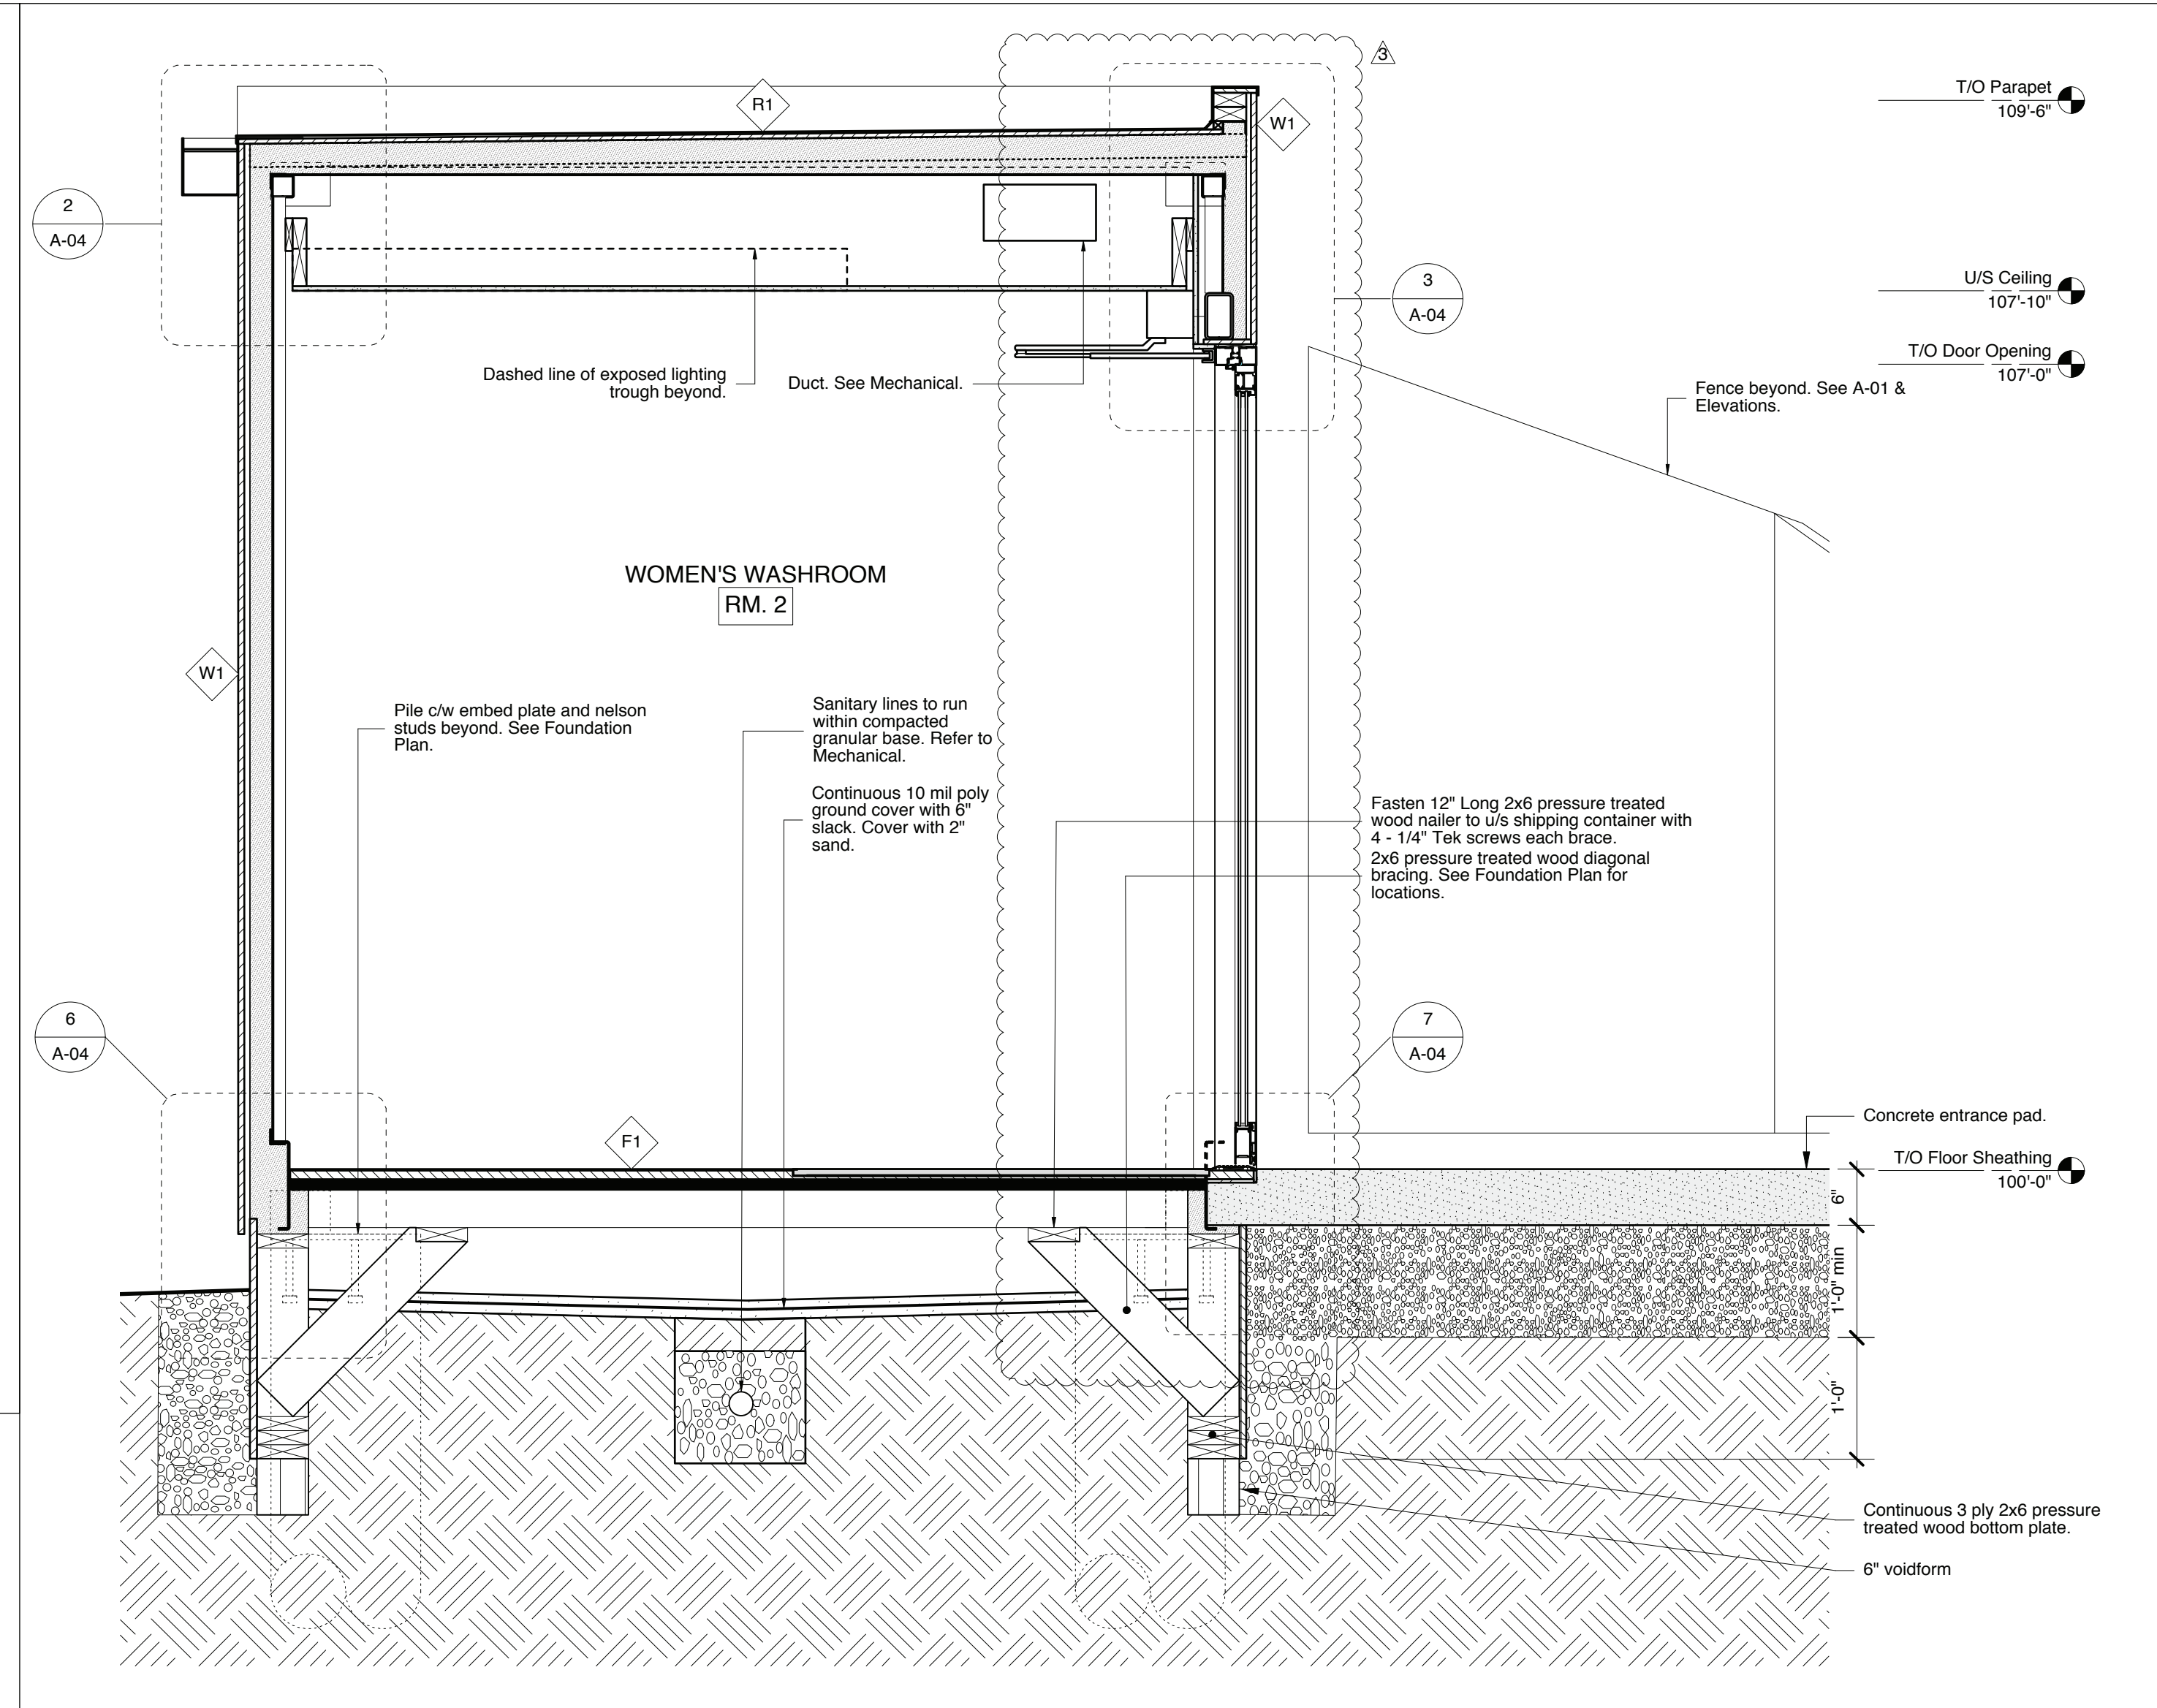 3
T/O Parapet
109'-6"
R1
W1
2
A-04
3
A-04
U/S Ceiling
107'-10"
T/O Door Opening
107'-0"
Dashed line of exposed lighting
trough beyond.
Duct. See Mechanical.
Fence beyond. See A-01 &
Elevations.
WOMEN'S WASHROOM
RM. 2
W1
Pile c/w embed plate and nelson
studs beyond. See Foundation
Plan.
Sanitary lines to run
within compacted
granular base. Refer to
Mechanical.
Continuous 10 mil poly
ground cover with 6"
slack. Cover with 2"
sand.
Fasten 12" Long 2x6 pressure treated
wood nailer to u/s shipping container with
4 - 1/4" Tek screws each brace.
2x6 pressure treated wood diagonal
bracing. See Foundation Plan for
locations.
6
A-04
7
A-04
F1
Concrete entrance pad.
T/O Floor Sheathing
100'-0"
6"
1'-0" min
1'-0"
Continuous 3 ply 2x6 pressure
treated wood bottom plate.
6" voidform